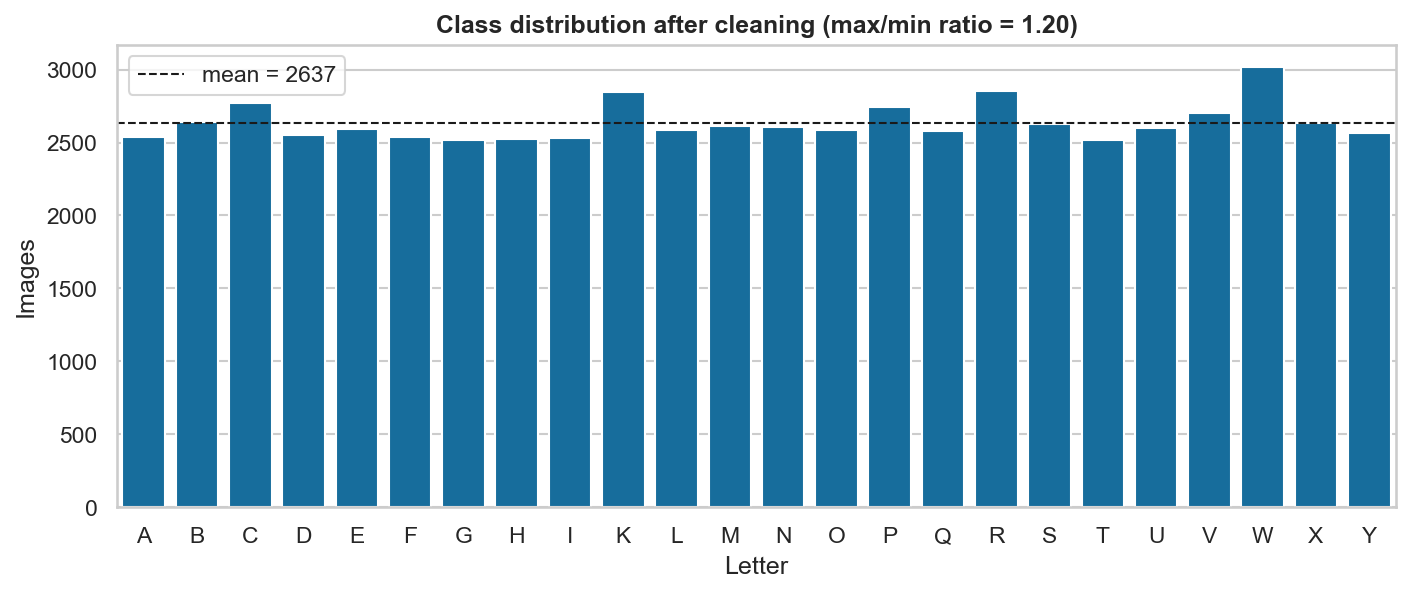 Class distribution after cleaning (max/min ratio = 1.20)
mean = 2637
3000
2500
2000
1500
1000
500
0
Images
A B C D E F G H I K L M N O P Q R S T U V W X Y
Letter